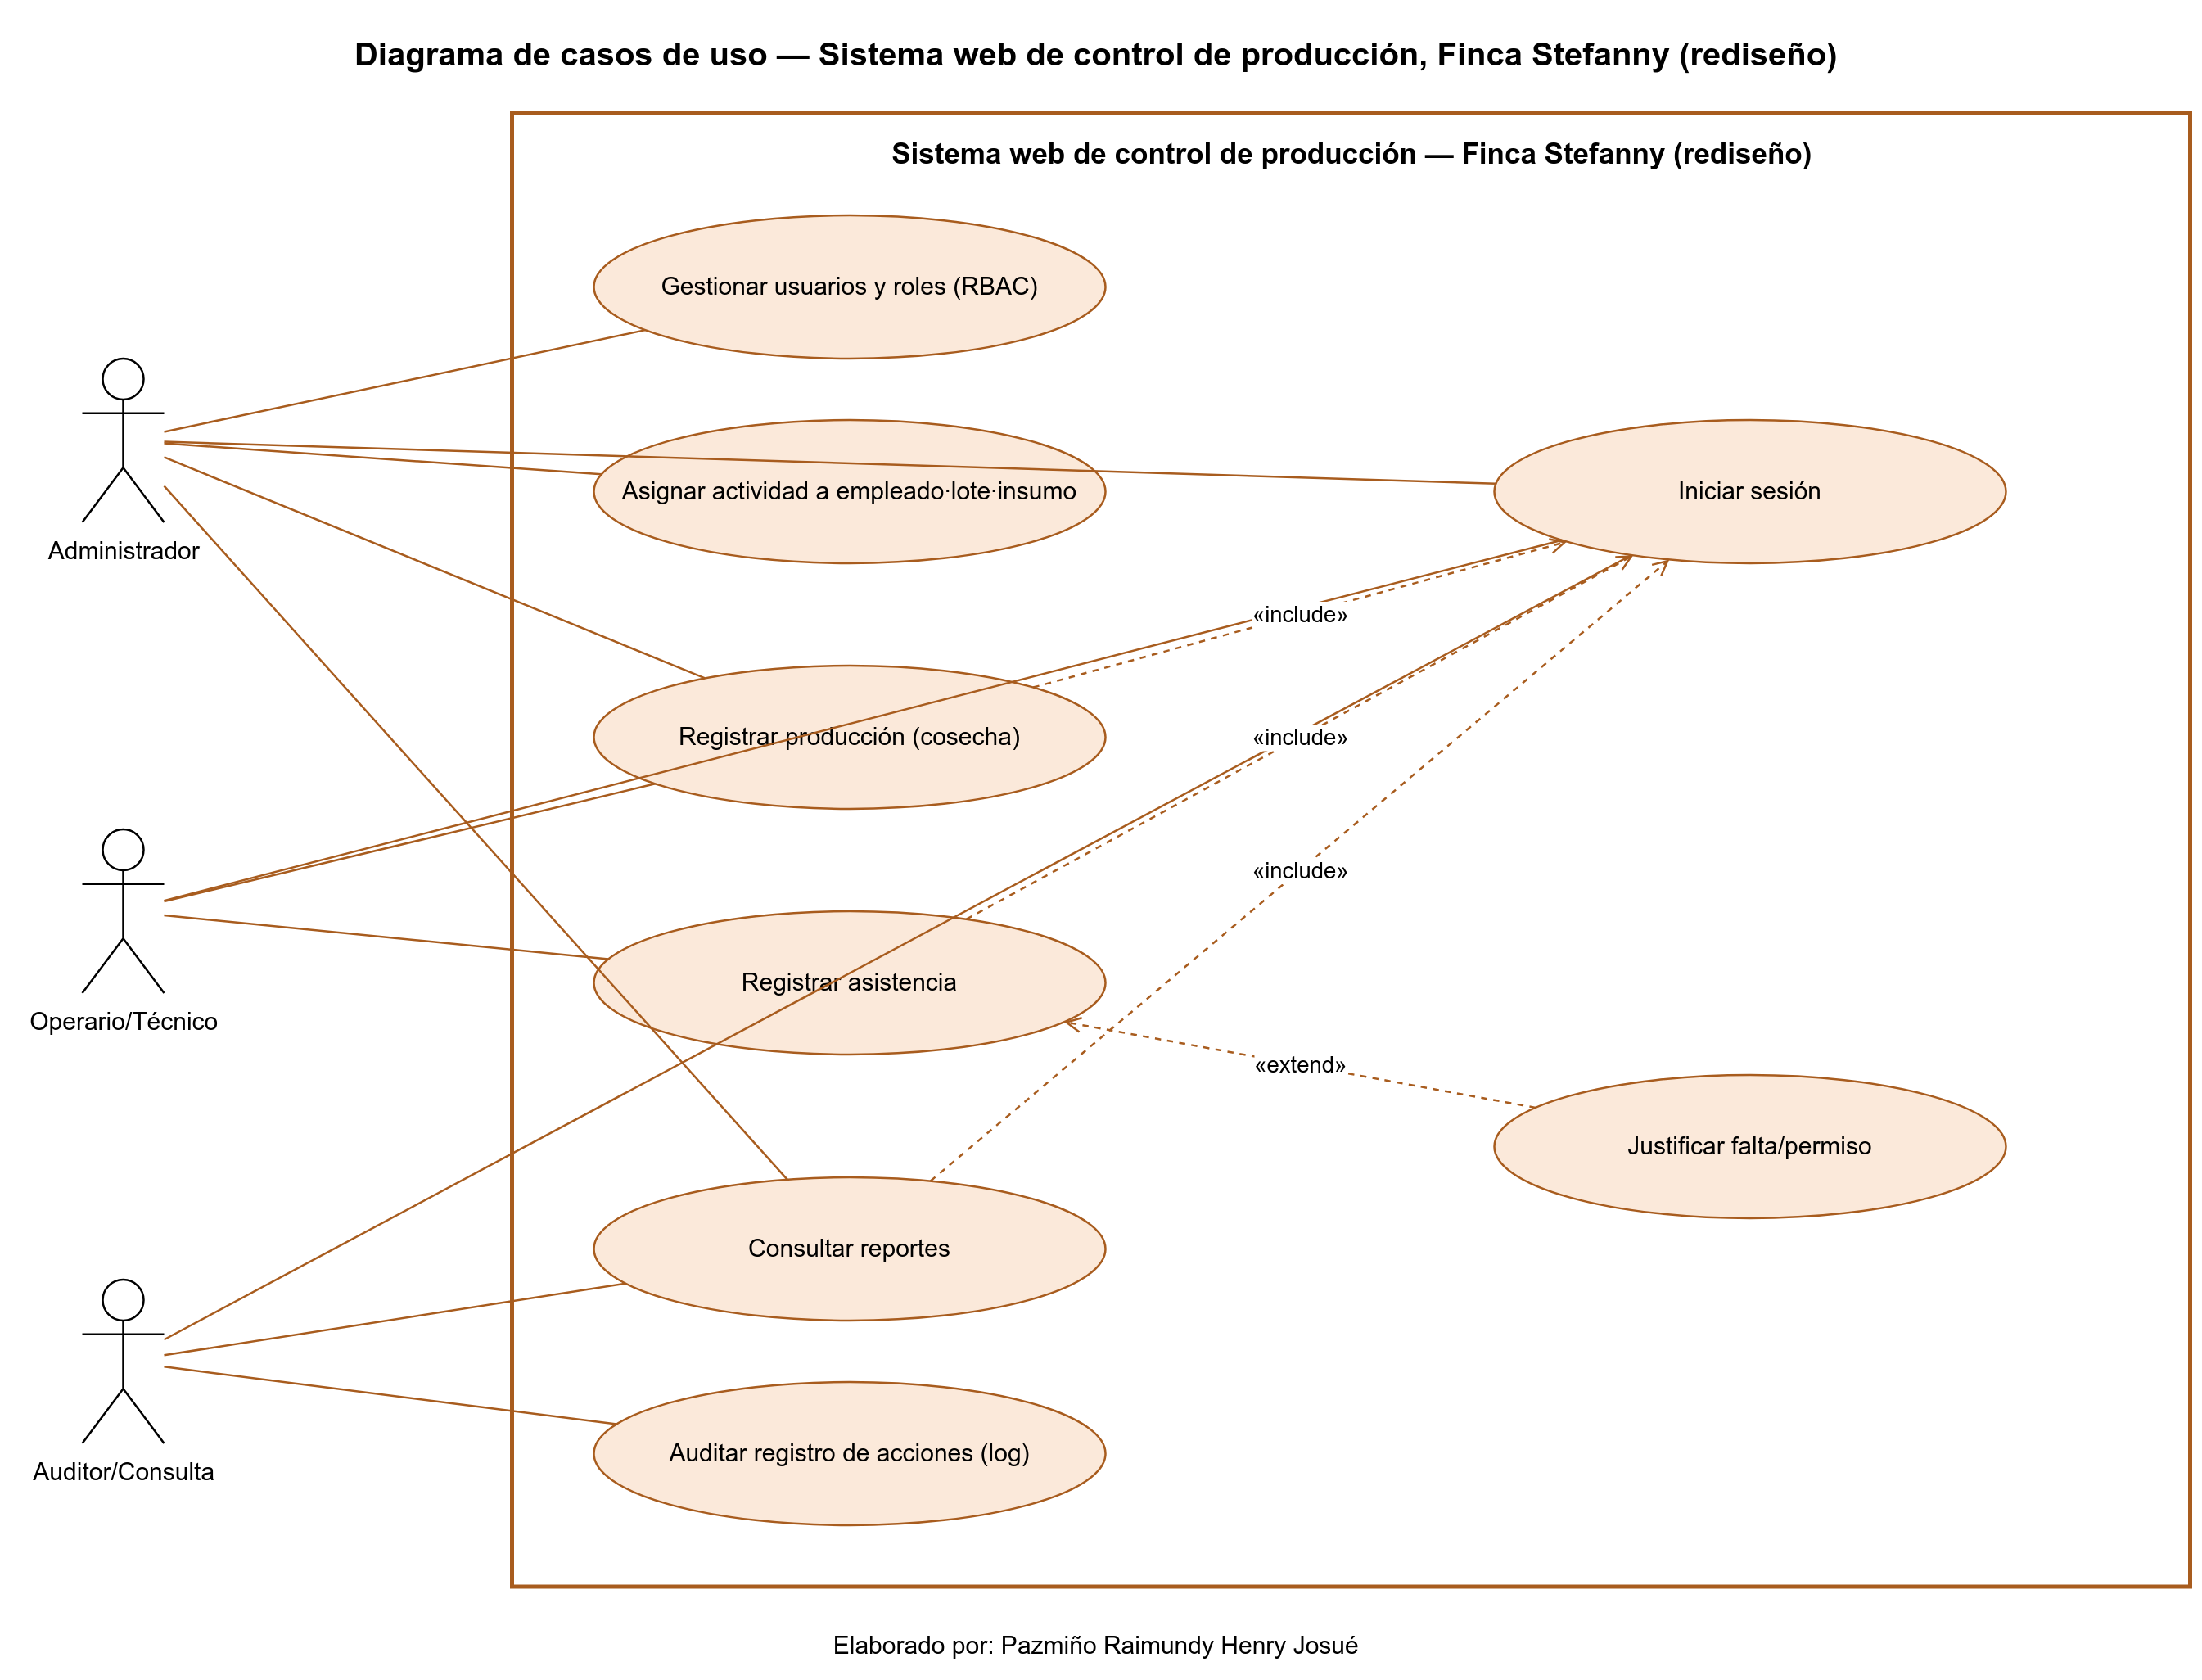 Diagrama de casos de uso — Sistema web de control de producción, Finca Stefanny (rediseño)
Sistema web de control de producción — Finca Stefanny (rediseño)
Gestionar usuarios y roles (RBAC)
Administrador
Asignar actividad a empleado·lote·insumo
Iniciar sesión
«include»
Registrar producción (cosecha)
«include»
«include»
Operario/Técnico
Registrar asistencia
«extend»
Justificar falta/permiso
Consultar reportes
Auditor/Consulta
Auditar registro de acciones (log)
Elaborado por: Pazmiño Raimundy Henry Josué